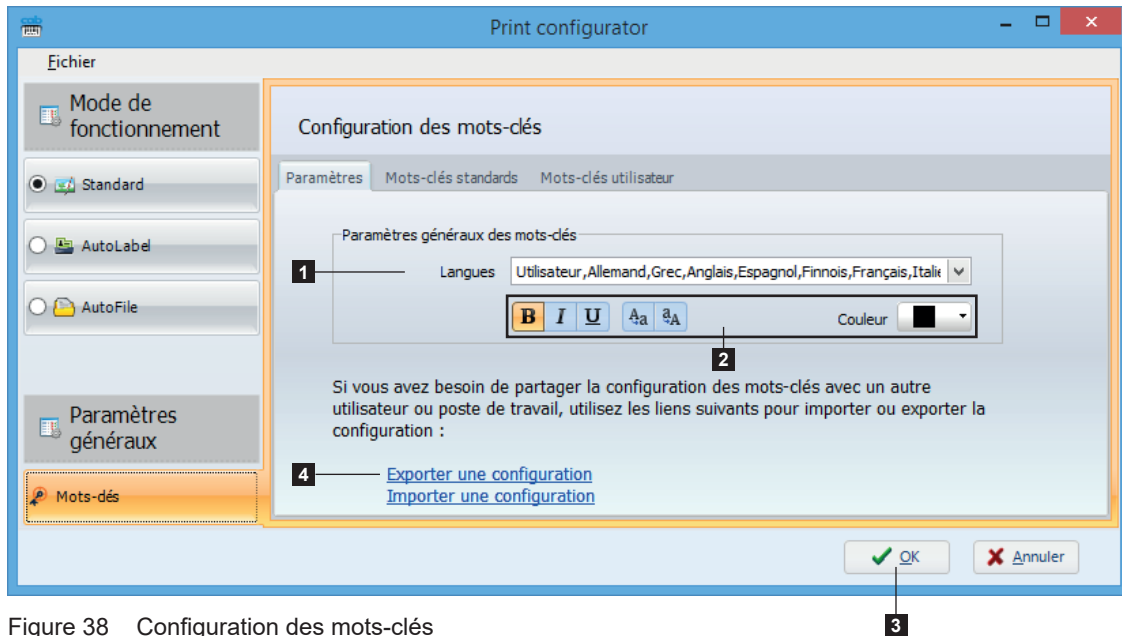 cab
Print configurator
Fichier
Mode de
fonctionnement
Standard
AutoLabel
AutoFile
Paramètres
généraux
Mots-clés
Configuration des mots-clés
Paramètres Mots-clés standards Mots-clés utilisateur
Paramètres généraux des mots-clés
1 Langues Utilisateur,Allemand,Grec,Anglais,Espagnol,Finnois,Français,Italie
B I U Aa aA Couleur
2
Si vous avez besoin de partager la configuration des mots-clés avec un autre
utilisateur ou poste de travail, utilisez les liens suivants pour importer ou exporter la
configuration :
4 Exporter une configuration
Importer une configuration
OK Annuler
3
Figure 38 Configuration des mots-clés